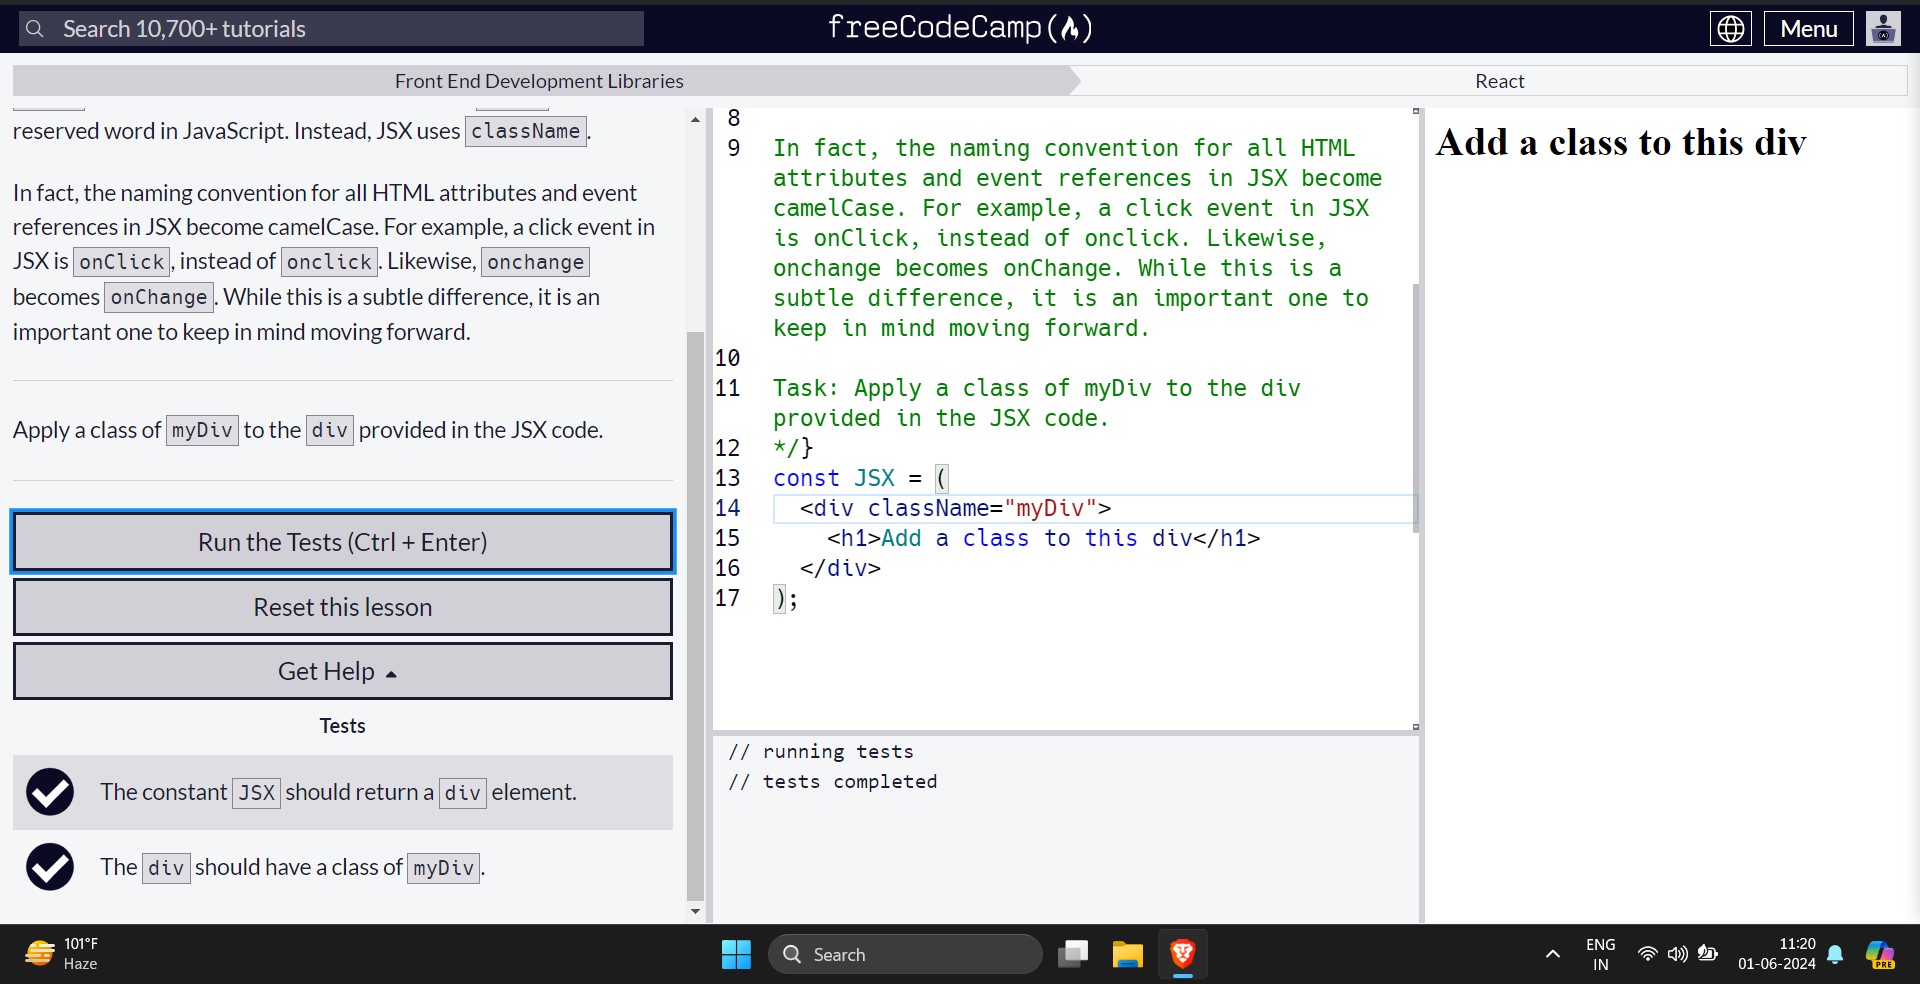 Search 10,700+ tutorials
freeCodeCamp
Menu
Front End Development Libraries
React
reserved word in JavaScript. Instead, JSX uses className.
In fact, the naming convention for all HTML attributes and event
references in JSX become camelCase. For example, a click event in
JSX is onClick, instead of onclick. Likewise, onchange
becomes onChange. While this is a subtle difference, it is an
important one to keep in mind moving forward.
Apply a class of myDiv to the div provided in the JSX code.
Run the Tests (Ctrl + Enter)
Reset this lesson
Get Help
Tests
The constant JSX should return a div element.
The div should have a class of myDiv.
8
9 In fact, the naming convention for all HTML
attributes and event references in JSX become
camelCase. For example, a click event in JSX
is onClick, instead of onclick. Likewise,
onchange becomes onChange. While this is a
subtle difference, it is an important one to
keep in mind moving forward.
10
11 Task: Apply a class of myDiv to the div
provided in the JSX code.
12 */}
13 const JSX = (
14 <div className="myDiv">
15 <h1>Add a class to this div</h1>
16 </div>
17 );
// running tests
// tests completed
Add a class to this div
101°F
Haze
Search
ENG
IN
11:20
01-06-2024
PRE